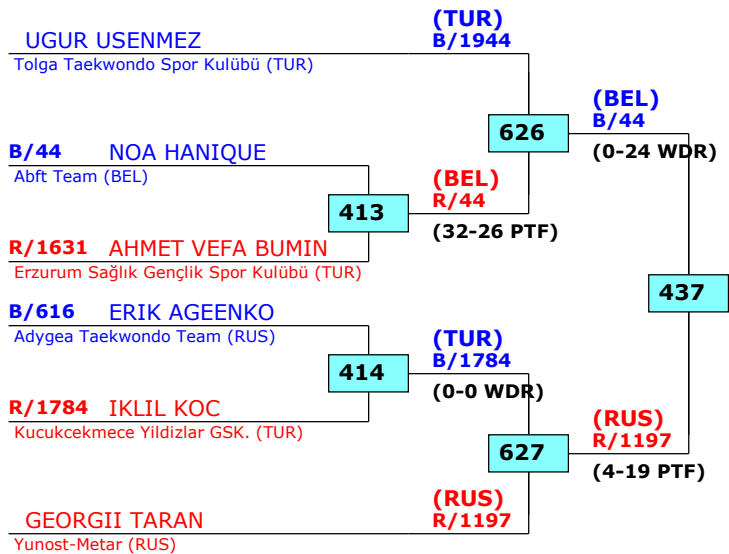 (TUR)
UGUR USENMEZ
B/1944
Tolga Taekwondo Spor Kulübü (TUR)
(BEL)
B/44
626
(0-24 WDR)
B/44 NOA HANIQUE
Abft Team (BEL)
(BEL)
R/44
413
(32-26 PTF)
R/1631 AHMET VEFA BUMIN
Erzurum Sağlık Gençlik Spor Kulübü (TUR)
437
B/616 ERIK AGEENKO
Adygea Taekwondo Team (RUS)
(TUR)
B/1784
414
(0-0 WDR)
R/1784 IKLIL KOC
Kucukcekmece Yildizlar GSK. (TUR)
(RUS)
R/1197
627
(4-19 PTF)
(RUS)
GEORGII TARAN
R/1197
Yunost-Metar (RUS)